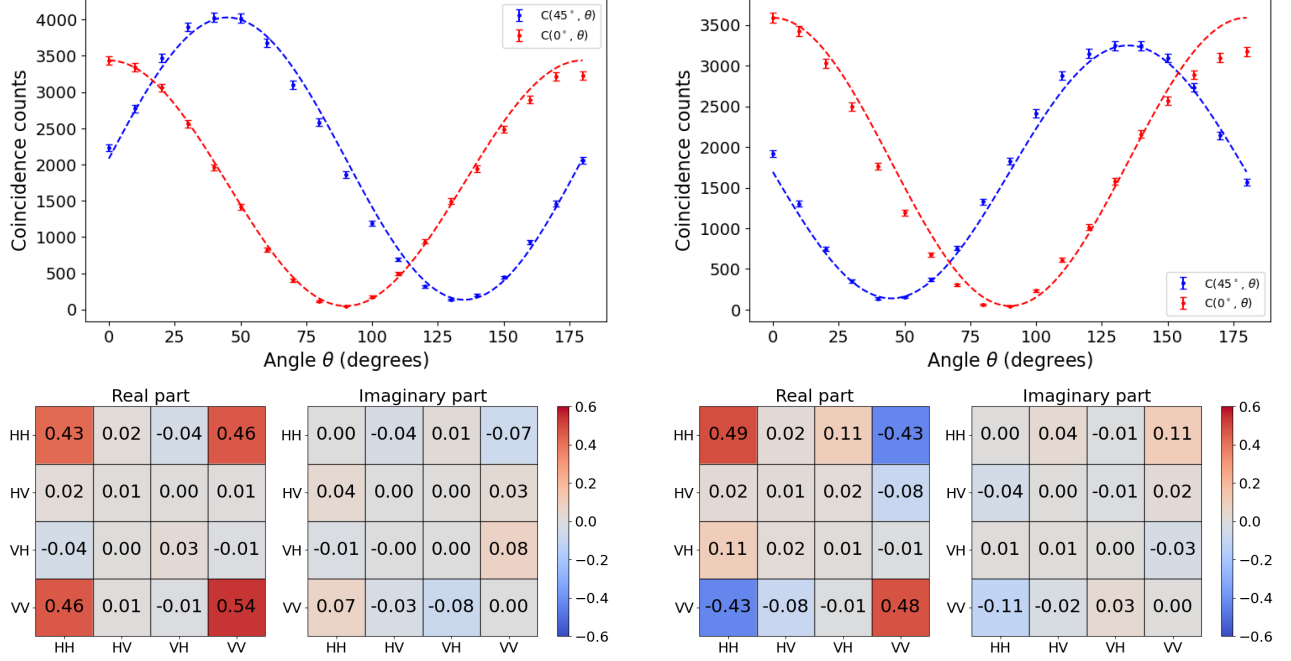 4000
3500
3000
2500
2000
1500
1000
500
0
Coincidence counts
C(45°, θ)
C(0°, θ)
0 25 50 75 100 125 150 175
Angle θ (degrees)
3500
3000
2500
2000
1500
1000
500
0
Coincidence counts
C(45°, θ)
C(0°, θ)
0 25 50 75 100 125 150 175
Angle θ (degrees)
Real part
HH 0.43 0.02 -0.04 0.46
HV 0.02 0.01 0.00 0.01
VH -0.04 0.00 0.03 -0.01
VV 0.46 0.01 -0.01 0.54
HH HV VH VV
Imaginary part
0.00 -0.04 0.01 -0.07
0.04 0.00 0.00 0.03
-0.01 -0.00 0.00 0.08
0.07 -0.03 -0.08 0.00
HH HV VH VV
0.6
0.4
0.2
0.0
−0.2
−0.4
−0.6
Real part
HH 0.49 0.02 0.11 -0.43
HV 0.02 0.01 0.02 -0.08
VH 0.11 0.02 0.01 -0.01
VV -0.43 -0.08 -0.01 0.48
HH HV VH VV
Imaginary part
0.00 0.04 -0.01 0.11
-0.04 0.00 -0.01 0.02
0.01 0.01 0.00 -0.03
-0.11 -0.02 0.03 0.00
HH HV VH VV
0.6
0.4
0.2
0.0
−0.2
−0.4
−0.6